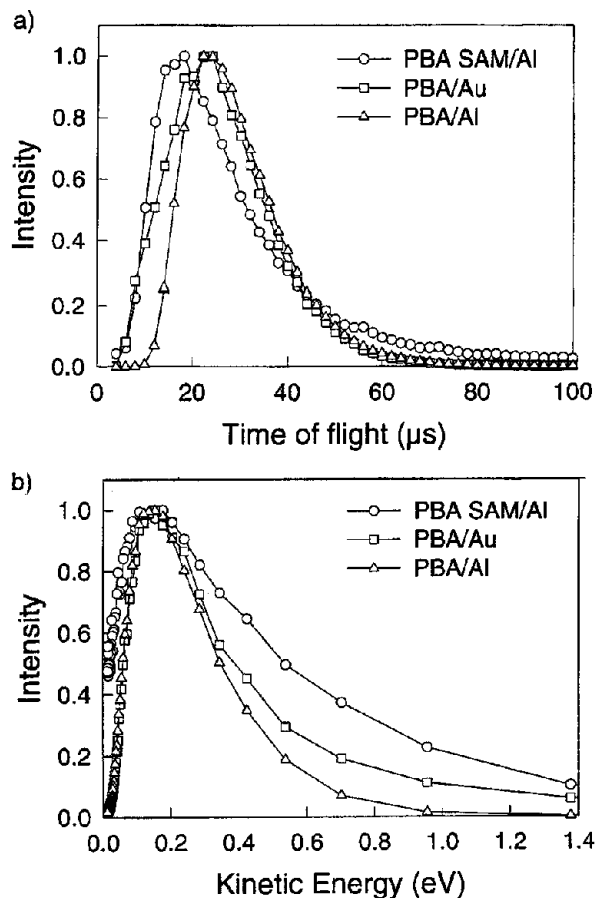 a)
1.0
0.8
0.6
0.4
0.2
0.0
Intensity
PBA SAM/Al
PBA/Au
PBA/Al
0 20 40 60 80 100
Time of flight (µs)
b)
1.0
0.8
0.6
0.4
0.2
0.0
Intensity
PBA SAM/Al
PBA/Au
PBA/Al
0.0 0.2 0.4 0.6 0.8 1.0 1.2 1.4
Kinetic Energy (eV)